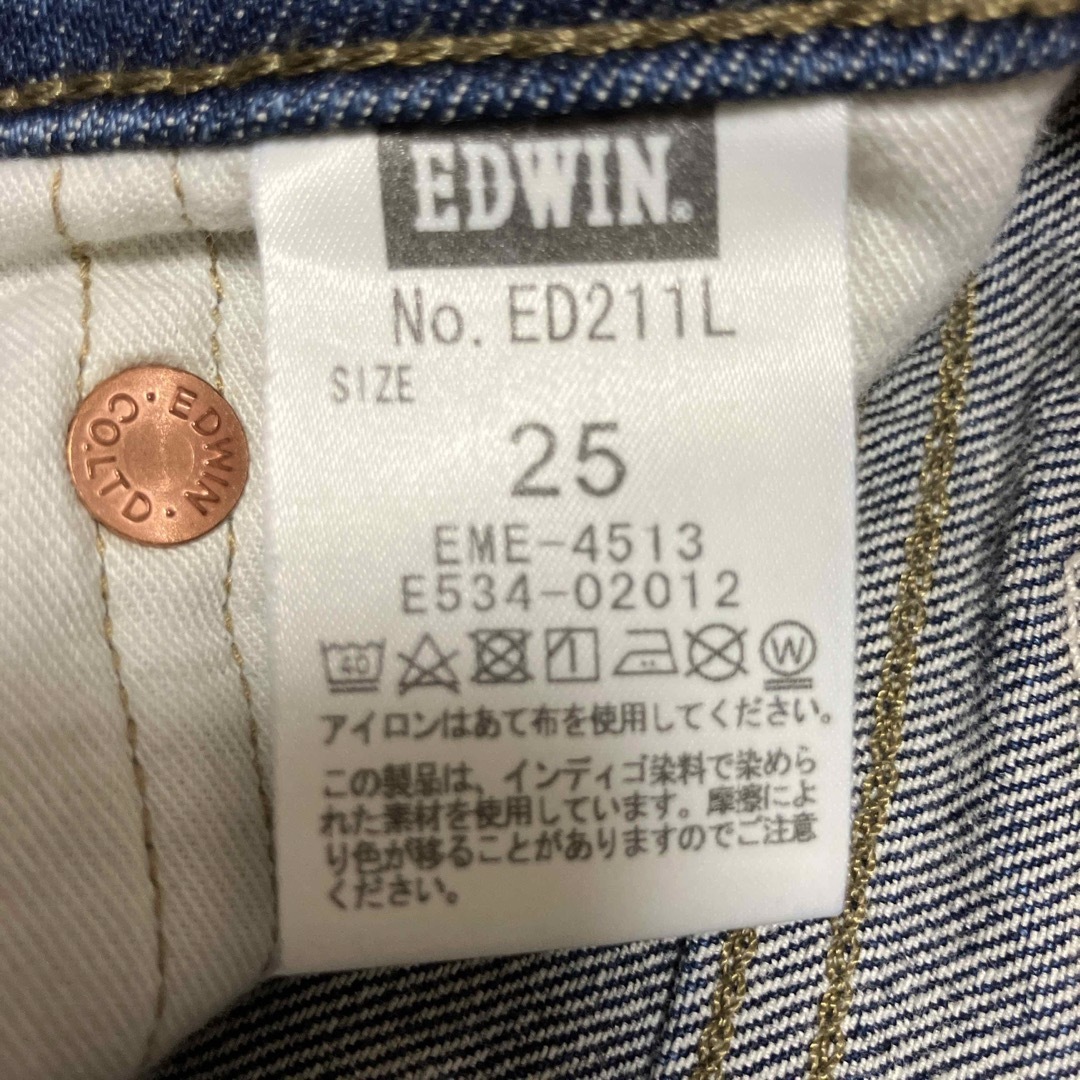 EDWIN.
No. ED211L
SIZE
25
EME-4513
E534-02012
40
W
アイロンはあて布を使用してください。
この製品は、インディゴ染料で染めら
れた素材を使用しています。摩擦によ
り色が移ることがありますのでご注意
ください。
EDWIN・CO.LTD・